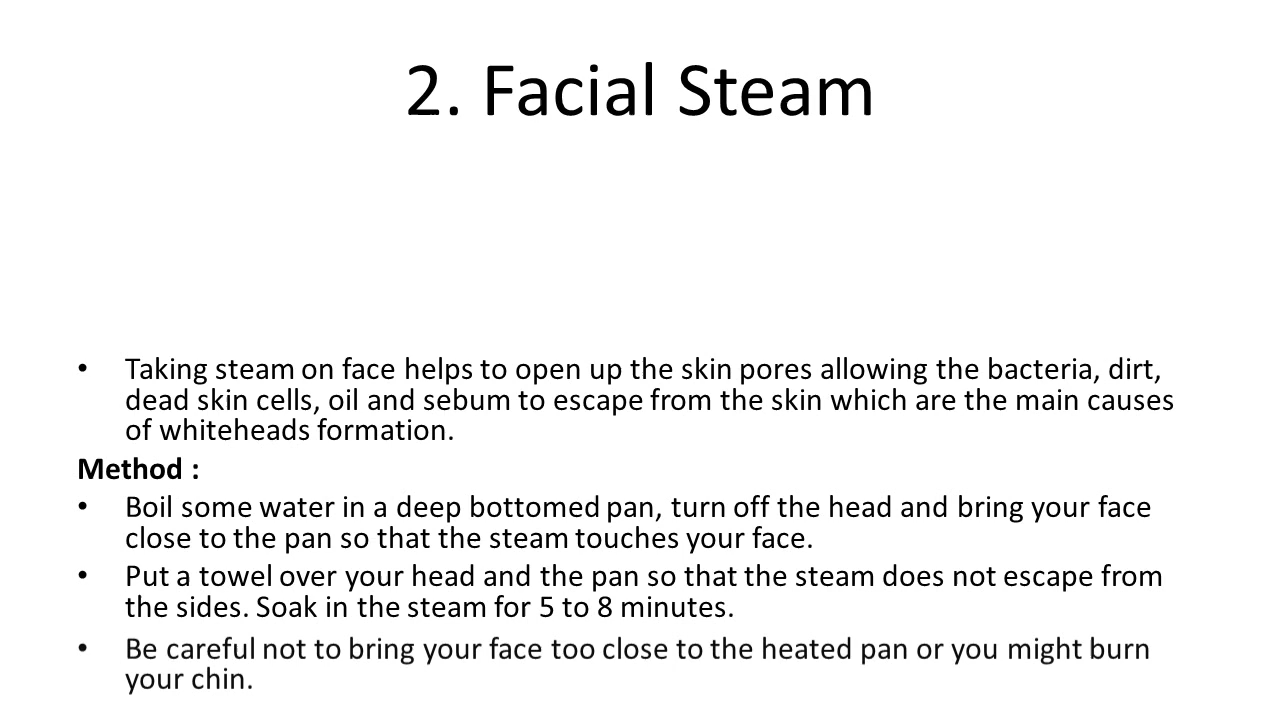 2. Facial Steam
• Taking steam on face helps to open up the skin pores allowing the bacteria, dirt,
dead skin cells, oil and sebum to escape from the skin which are the main causes
of whiteheads formation.
Method :
• Boil some water in a deep bottomed pan, turn off the head and bring your face
close to the pan so that the steam touches your face.
• Put a towel over your head and the pan so that the steam does not escape from
the sides. Soak in the steam for 5 to 8 minutes.
• Be careful not to bring your face too close to the heated pan or you might burn
your chin.